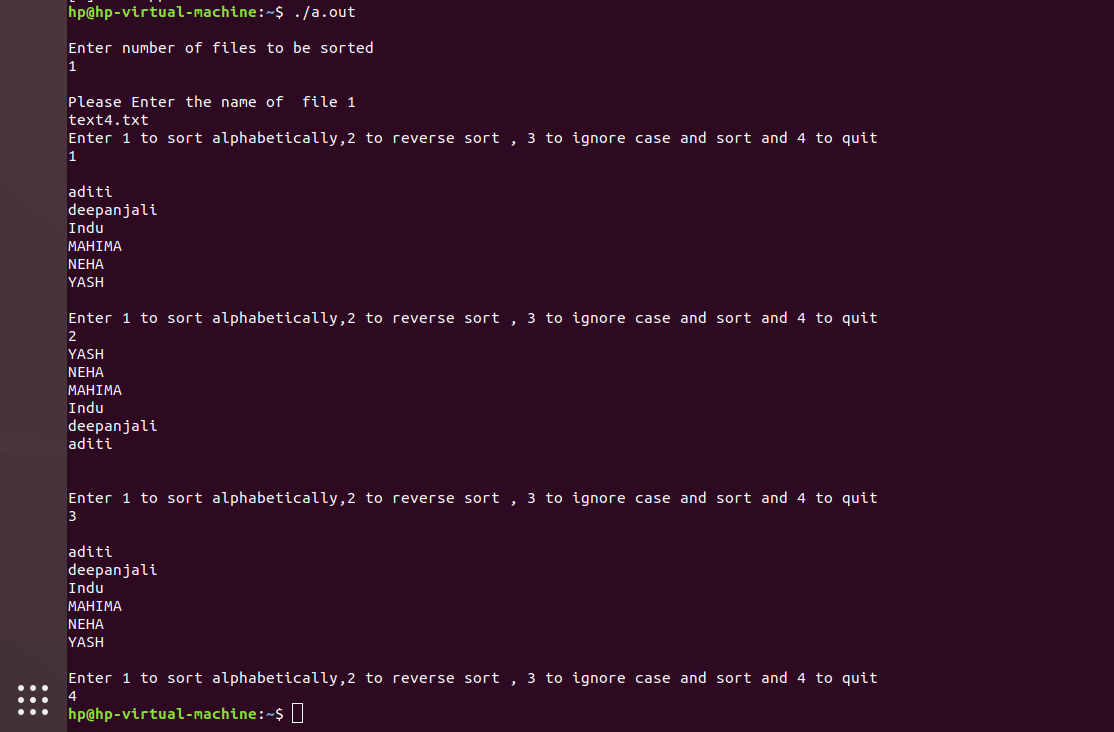 hp@hp-virtual-machine:~$ ./a.out
Enter number of files to be sorted
1
Please Enter the name of  file 1
text4.txt
Enter 1 to sort alphabetically,2 to reverse sort , 3 to ignore case and sort and 4 to quit
1
aditi
deepanjali
Indu
MAHIMA
NEHA
YASH
Enter 1 to sort alphabetically,2 to reverse sort , 3 to ignore case and sort and 4 to quit
2
YASH
NEHA
MAHIMA
Indu
deepanjali
aditi
Enter 1 to sort alphabetically,2 to reverse sort , 3 to ignore case and sort and 4 to quit
3
aditi
deepanjali
Indu
MAHIMA
NEHA
YASH
Enter 1 to sort alphabetically,2 to reverse sort , 3 to ignore case and sort and 4 to quit
4
hp@hp-virtual-machine:~$